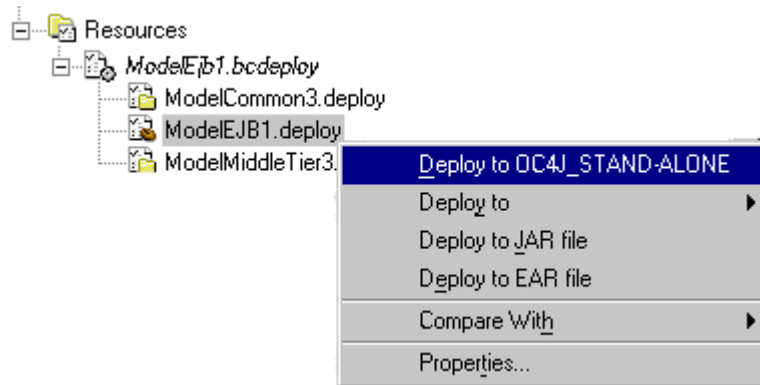 Resources
ModelEjb1.bcdeploy
ModelCommon3.deploy
ModelEJB1.deploy
ModelMiddleTier3.
Deploy to OC4J_STAND-ALONE
Deploy to
Deploy to JAR file
Deploy to EAR file
Compare With
Properties...